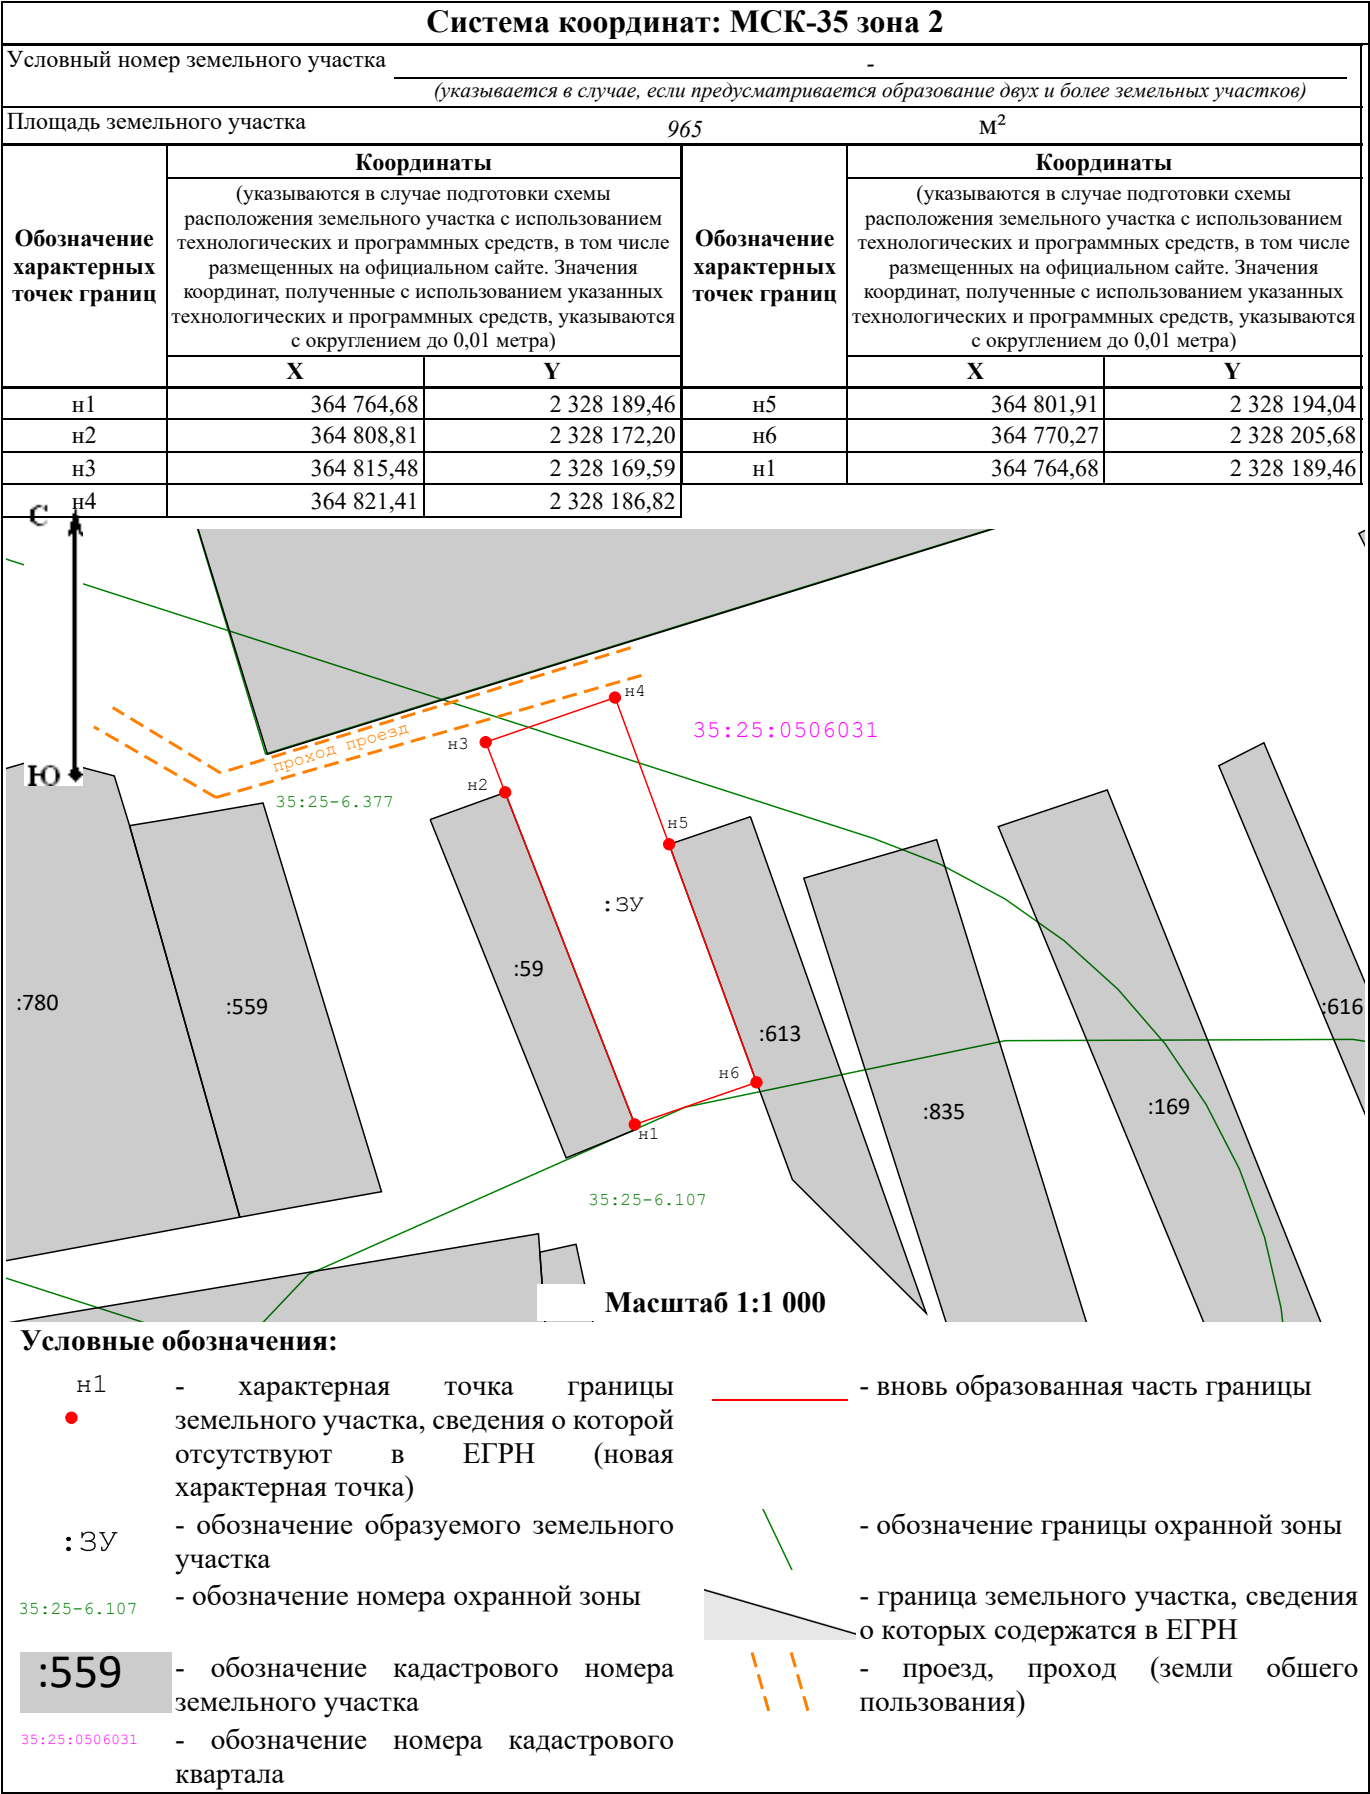 Система координат: МСК-35 зона 2
Условный номер земельного участка -
(указывается в случае, если предусматривается образование двух и более земельных участков)
Площадь земельного участка 965 м²
Обозначение
характерных
точек границ
Координаты
(указываются в случае подготовки схемы
расположения земельного участка с использованием
технологических и программных средств, в том числе
размещенных на официальном сайте. Значения
координат, полученные с использованием указанных
технологических и программных средств, указываются
с округлением до 0,01 метра)
X Y
Обозначение
характерных
точек границ
Координаты
(указываются в случае подготовки схемы
расположения земельного участка с использованием
технологических и программных средств, в том числе
размещенных на официальном сайте. Значения
координат, полученные с использованием указанных
технологических и программных средств, указываются
с округлением до 0,01 метра)
X Y
н1 364 764,68 2 328 189,46 н5 364 801,91 2 328 194,04
н2 364 808,81 2 328 172,20 н6 364 770,27 2 328 205,68
н3 364 815,48 2 328 169,59 н1 364 764,68 2 328 189,46
н4 364 821,41 2 328 186,82
С
н4
35:25:0506031
н3
проход проезд
Ю
н2
35:25-6.377
н5
:ЗУ
:59
:780
:559
:616
:613
н6
:835
:169
н1
35:25-6.107
Масштаб 1:1 000
Условные обозначения:
н1
- характерная точка границы
земельного участка, сведения о которой
отсутствуют в ЕГРН (новая
характерная точка)
- вновь образованная часть границы
:ЗУ
- обозначение образуемого земельного
участка
- обозначение границы охранной зоны
35:25-6.107
- обозначение номера охранной зоны
- граница земельного участка, сведения
о которых содержатся в ЕГРН
:559
- обозначение кадастрового номера
земельного участка
- проезд, проход (земли обшего
пользования)
35:25:0506031
- обозначение номера кадастрового
квартала